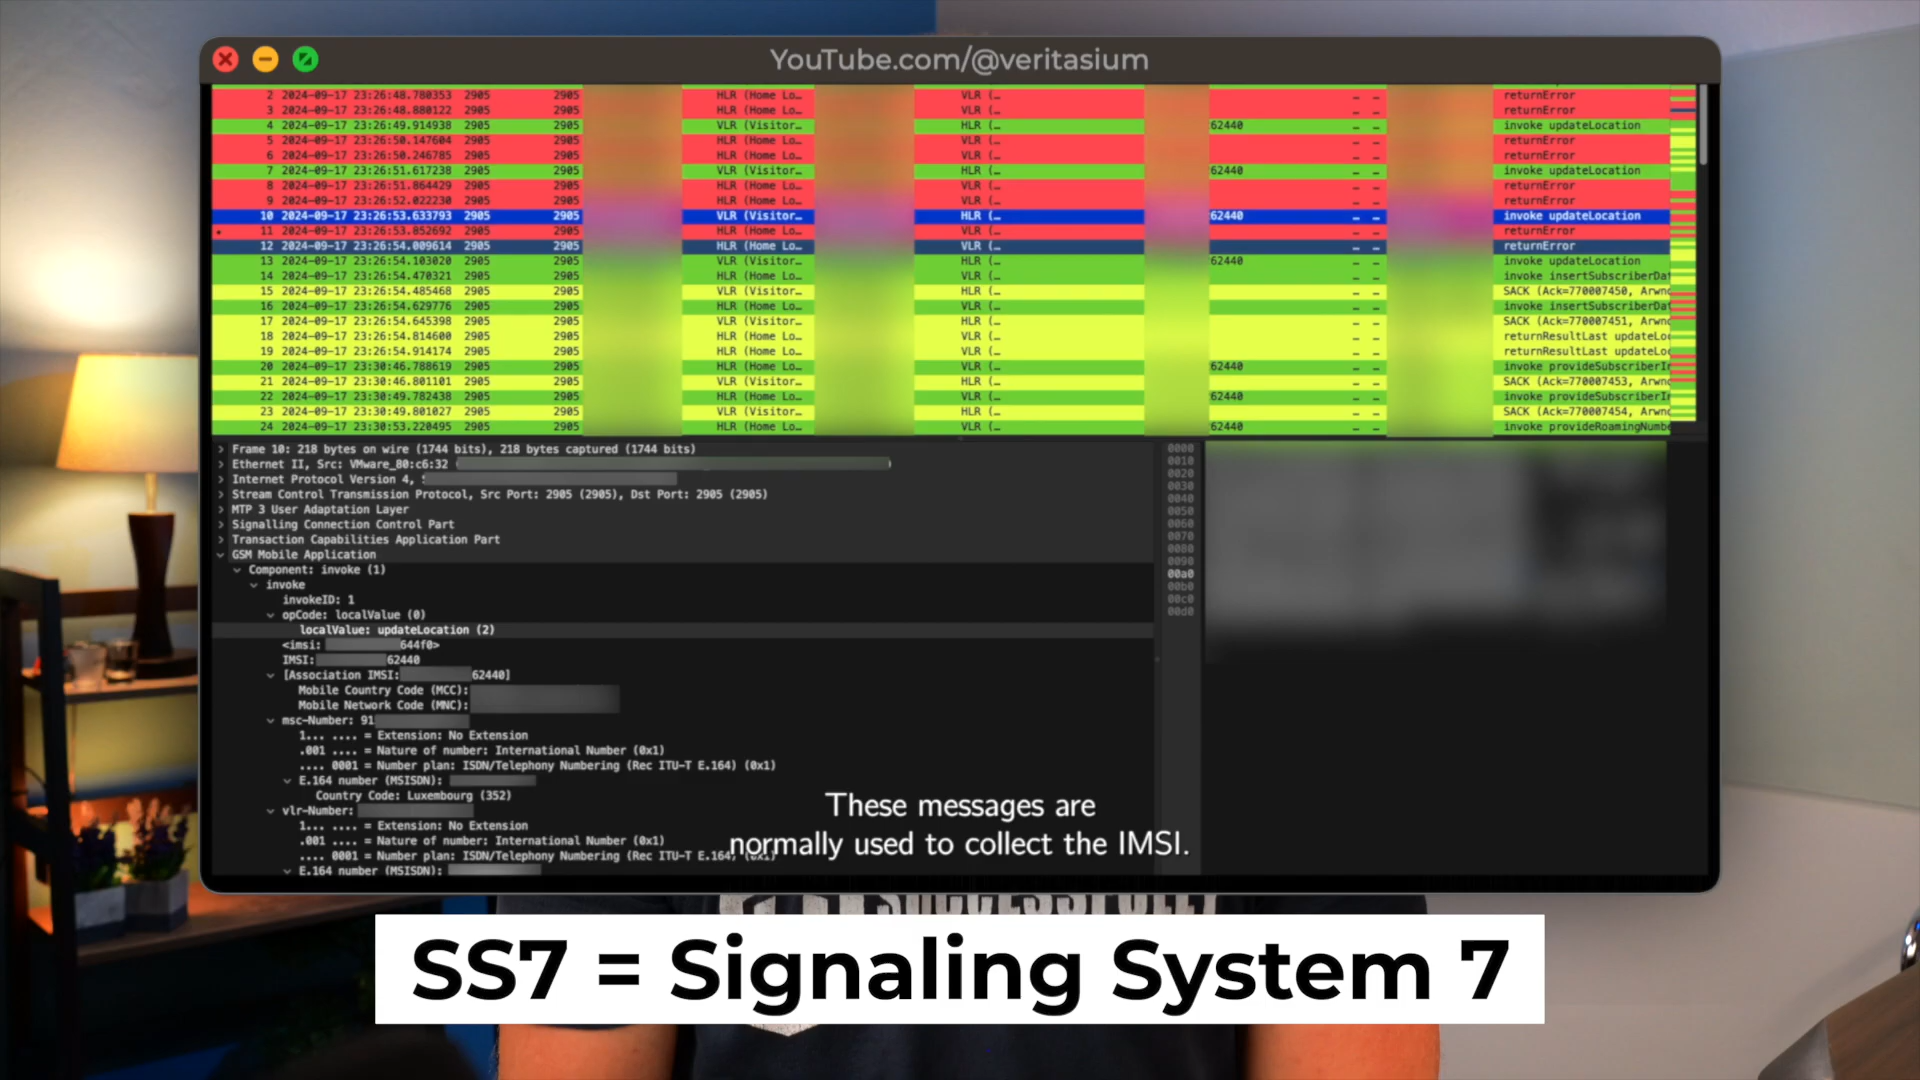 YouTube.com/@veritasium
2 2024-09-17 23:26:48.780353 2905 2905 HLR (Home Lo… VLR (… – – returnError
3 2024-09-17 23:26:48.880122 2905 2905 HLR (Home Lo… VLR (… – – returnError
4 2024-09-17 23:26:49.914938 2905 2905 VLR (Visitor… HLR (… 62440 – – invoke updateLocation
5 2024-09-17 23:26:50.147604 2905 2905 HLR (Home Lo… VLR (… – – returnError
6 2024-09-17 23:26:50.246785 2905 2905 HLR (Home Lo… VLR (… – – returnError
7 2024-09-17 23:26:51.617238 2905 2905 VLR (Visitor… HLR (… 62440 – – invoke updateLocation
8 2024-09-17 23:26:51.864429 2905 2905 HLR (Home Lo… VLR (… – – returnError
9 2024-09-17 23:26:52.022230 2905 2905 HLR (Home Lo… VLR (… – – returnError
10 2024-09-17 23:26:53.633793 2905 2905 VLR (Visitor… HLR (… 62440 – – invoke updateLocation
11 2024-09-17 23:26:53.852692 2905 2905 HLR (Home Lo… VLR (… – – returnError
12 2024-09-17 23:26:54.009614 2905 2905 HLR (Home Lo… VLR (… – – returnError
13 2024-09-17 23:26:54.103020 2905 2905 VLR (Visitor… HLR (… 62440 – – invoke updateLocation
14 2024-09-17 23:26:54.470321 2905 2905 HLR (Home Lo… VLR (… – – invoke insertSubscriberDat
15 2024-09-17 23:26:54.485468 2905 2905 VLR (Visitor… HLR (… – – SACK (Ack=770007450, Arwnd
16 2024-09-17 23:26:54.629776 2905 2905 HLR (Home Lo… VLR (… – – invoke insertSubscriberDat
17 2024-09-17 23:26:54.645398 2905 2905 VLR (Visitor… HLR (… – – SACK (Ack=770007451, Arwnd
18 2024-09-17 23:26:54.814600 2905 2905 HLR (Home Lo… VLR (… – – returnResultLast updateLoc
19 2024-09-17 23:26:54.914174 2905 2905 HLR (Home Lo… VLR (… – – returnResultLast updateLoc
20 2024-09-17 23:30:46.788619 2905 2905 HLR (Home Lo… VLR (… 62440 – – invoke provideSubscriberIn
21 2024-09-17 23:30:46.801101 2905 2905 VLR (Visitor… HLR (… – – SACK (Ack=770007453, Arwnd
22 2024-09-17 23:30:49.782438 2905 2905 HLR (Home Lo… VLR (… 62440 – – invoke provideSubscriberIn
23 2024-09-17 23:30:49.801027 2905 2905 VLR (Visitor… HLR (… – – SACK (Ack=770007454, Arwnd
24 2024-09-17 23:30:53.220495 2905 2905 HLR (Home Lo… VLR (… 62440 – – invoke provideRoamingNumbe
Frame 10: 218 bytes on wire (1744 bits), 218 bytes captured (1744 bits)
Ethernet II, Src: VMware_80:c6:32
Internet Protocol Version 4,
Stream Control Transmission Protocol, Src Port: 2905 (2905), Dst Port: 2905 (2905)
MTP 3 User Adaptation Layer
Signalling Connection Control Part
Transaction Capabilities Application Part
GSM Mobile Application
Component: invoke (1)
invoke
invokeID: 1
opCode: localValue (0)
localValue: updateLocation (2)
<imsi: 644f0>
IMSI: 62440
[Association IMSI: 62440]
Mobile Country Code (MCC):
Mobile Network Code (MNC):
msc-Number: 91
1... .... = Extension: No Extension
.001 .... = Nature of number: International Number (0x1)
.... 0001 = Number plan: ISDN/Telephony Numbering (Rec ITU-T E.164) (0x1)
E.164 number (MSISDN):
Country Code: Luxembourg (352)
vlr-Number:
1... .... = Extension: No Extension
.001 .... = Nature of number: International Number (0x1)
.... 0001 = Number plan: ISDN/Telephony Numbering (Rec ITU-T E.164) (0x1)
E.164 number (MSISDN):
0000
0010
0020
0030
0040
0050
0060
0070
0080
0090
00a0
00b0
00c0
00d0
These messages are
normally used to collect the IMSI.
SUCCESSFULLY
SS7 = Signaling System 7